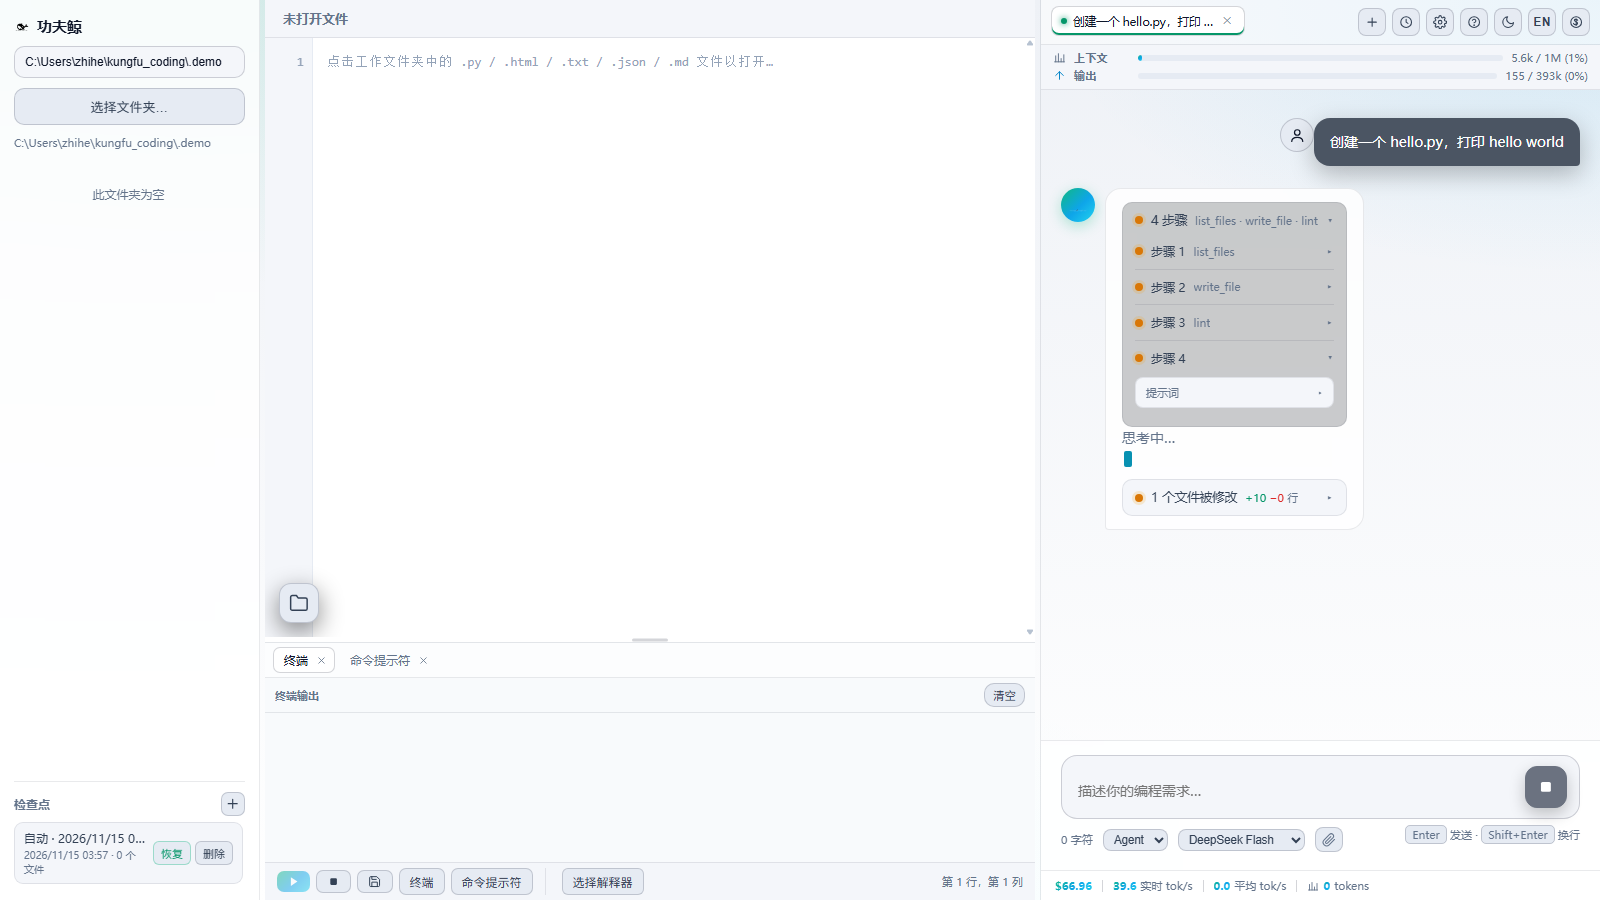 功夫鲸
C:\Users\zhihe\kungfu_coding\.demo
选择文件夹...
C:\Users\zhihe\kungfu_coding\.demo
此文件夹为空
检查点
自动 · 2026/11/15 0...
2026/11/15 03:57 · 0 个文件
恢复
删除
未打开文件
1
点击工作文件夹中的 .py / .html / .txt / .json / .md 文件以打开…
终端
命令提示符
终端输出
清空
终端
命令提示符
选择解释器
第 1 行，第 1 列
创建一个 hello.py，打印 ...
EN
上下文
5.6k / 1M (1%)
输出
155 / 393k (0%)
创建一个 hello.py，打印 hello world
4 步骤 list_files · write_file · lint
步骤 1 list_files
步骤 2 write_file
步骤 3 lint
步骤 4
提示词
思考中...
1 个文件被修改 +10 −0 行
描述你的编程需求...
0 字符
Agent
DeepSeek Flash
Enter 发送 · Shift+Enter 换行
$66.96
39.6 实时 tok/s
0.0 平均 tok/s
0 tokens